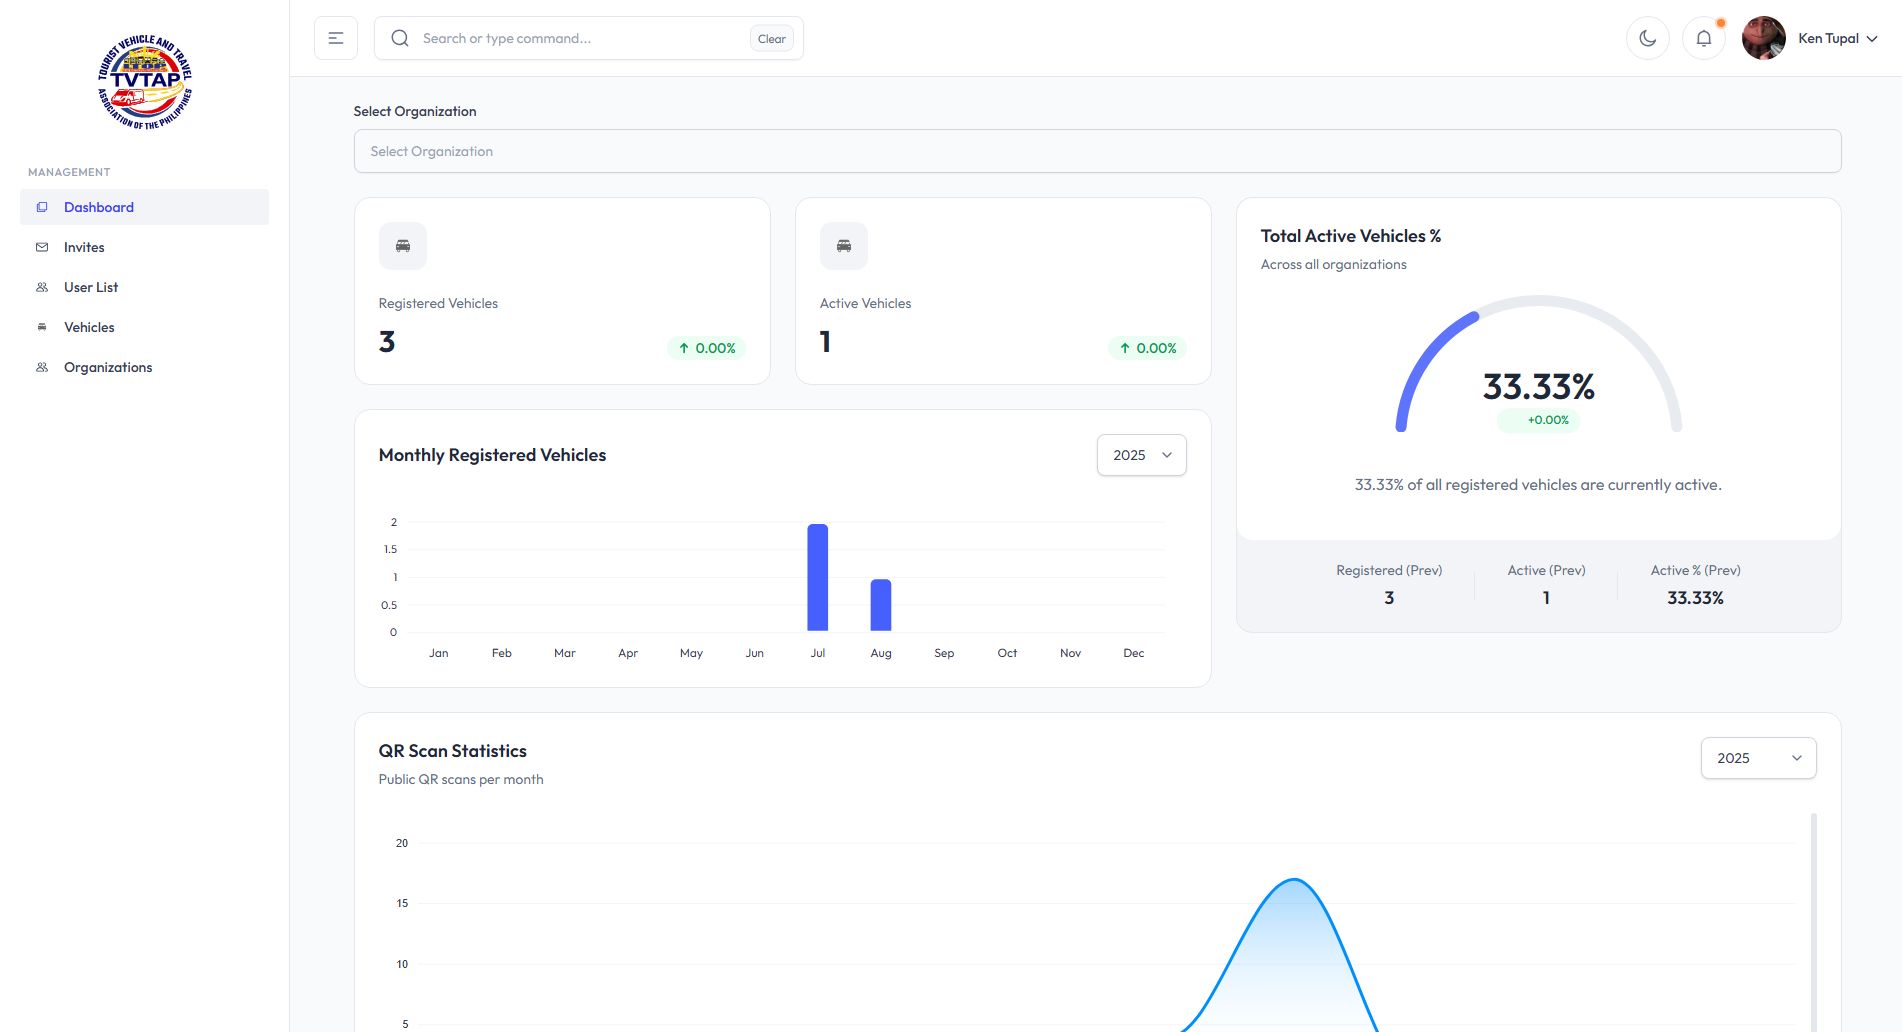 TOURIST VEHICLE AND TRAVEL
LTOP
TVTAP
ASSOCIATION OF THE PHILIPPINES
MANAGEMENT
Dashboard
Invites
User List
Vehicles
Organizations
Search or type command...
Clear
Ken Tupal
Select Organization
Select Organization
Registered Vehicles
3
0.00%
Active Vehicles
1
0.00%
Total Active Vehicles %
Across all organizations
33.33%
+0.00%
33.33% of all registered vehicles are currently active.
Registered (Prev)
3
Active (Prev)
1
Active % (Prev)
33.33%
Monthly Registered Vehicles
2025
2
1.5
1
0.5
0
Jan Feb Mar Apr May Jun Jul Aug Sep Oct Nov Dec
QR Scan Statistics
Public QR scans per month
2025
20
15
10
5